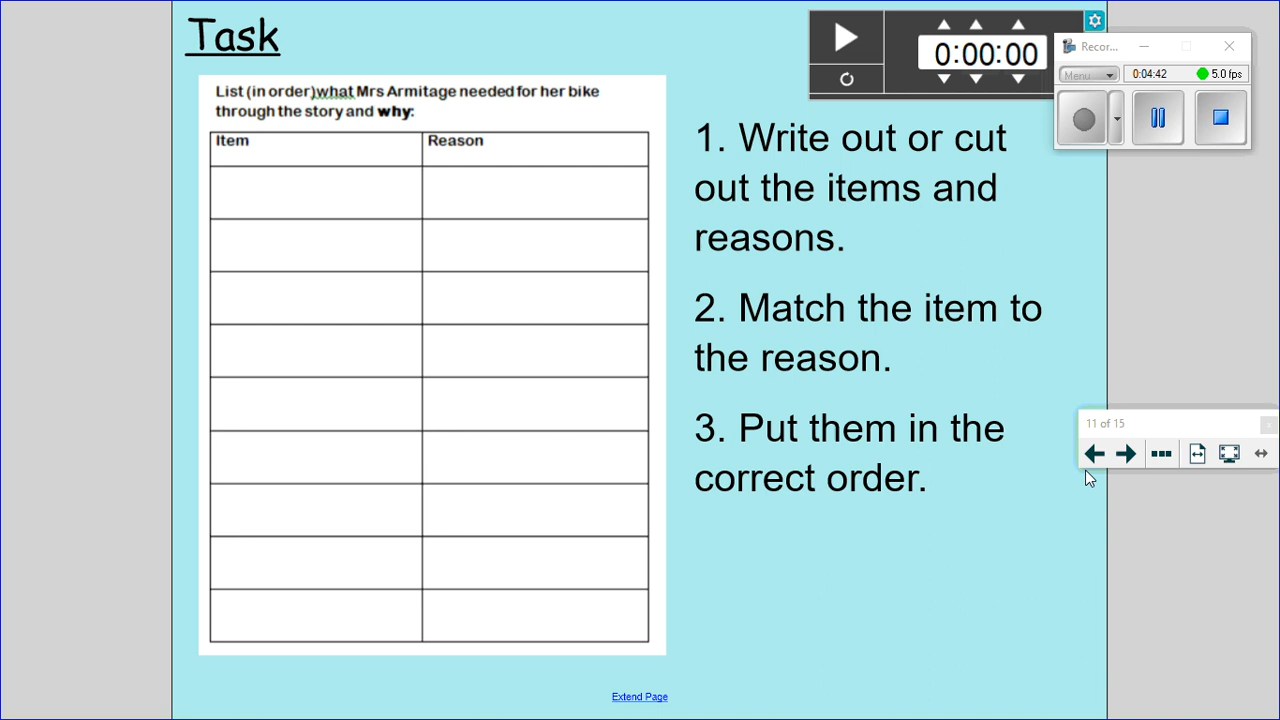 Task
0:00:00
Recor...
Menu
0:04:42
5.0 fps
List (in order)what Mrs Armitage needed for her bike
through the story and why:
Item
Reason
1. Write out or cut
out the items and
reasons.
2. Match the item to
the reason.
3. Put them in the
correct order.
11 of 15
Extend Page